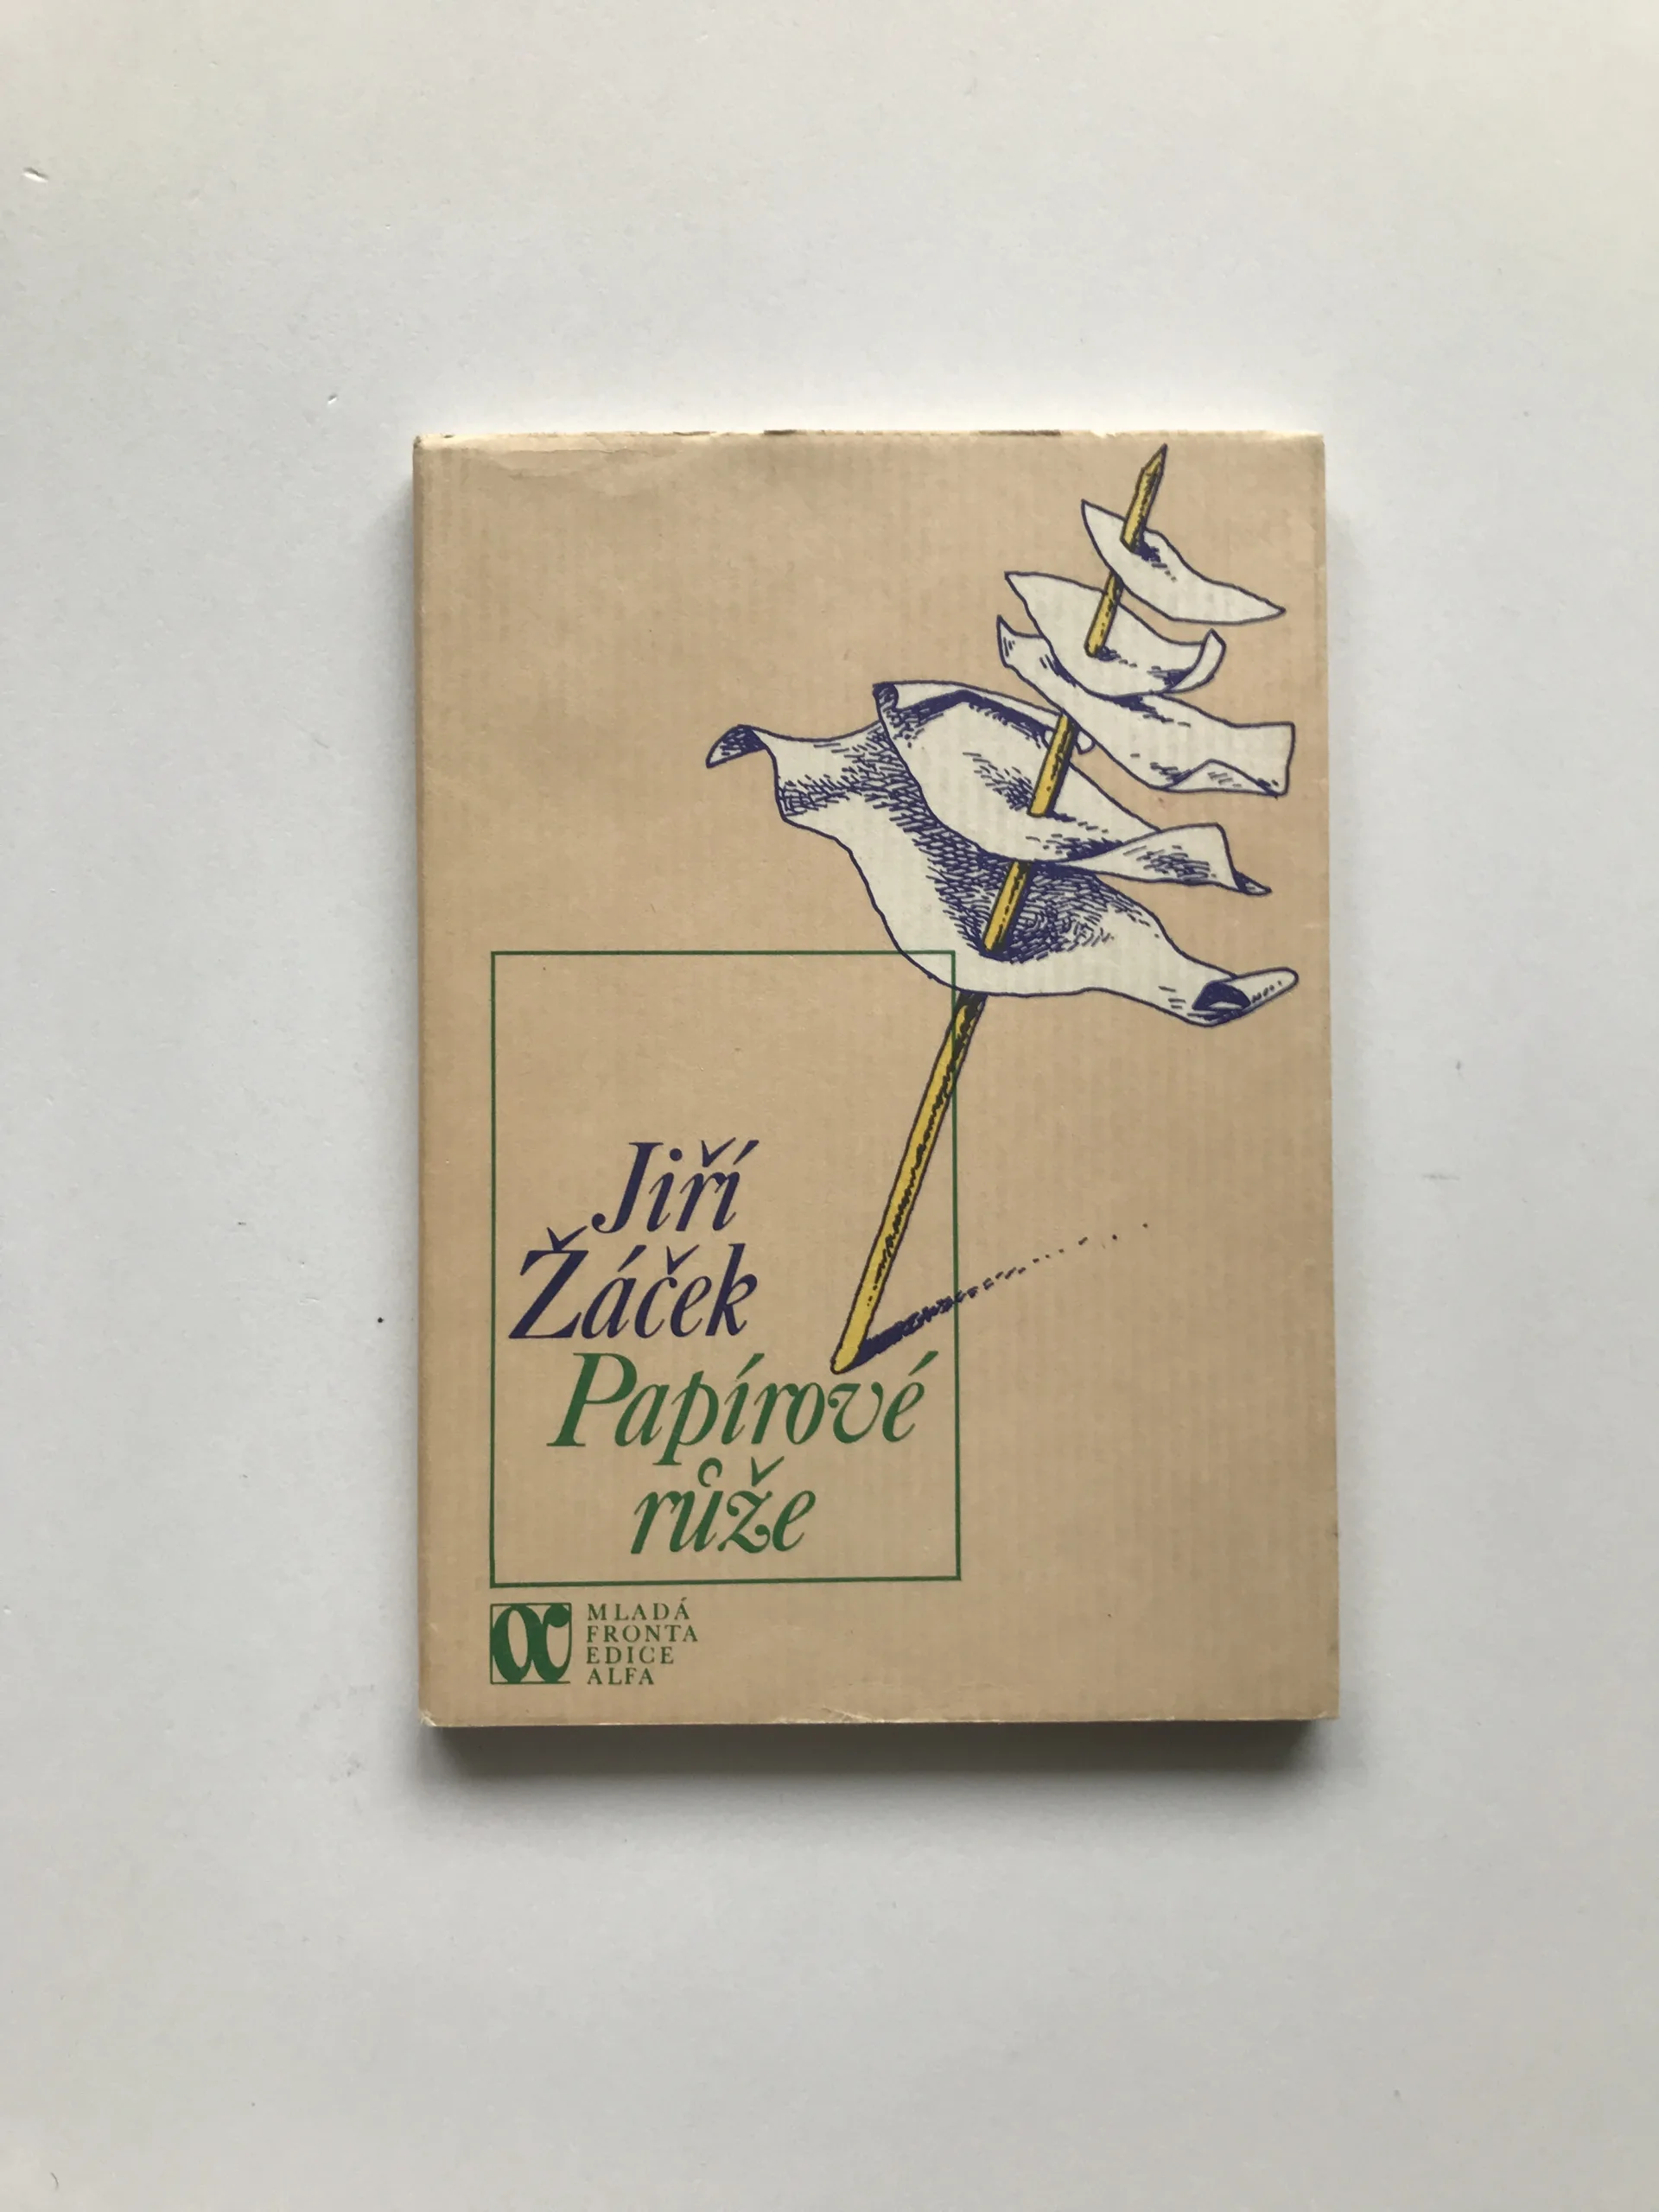 Jiří
Žáček
Papírové
růže
MLADÁ
FRONTA
EDICE
ALFA